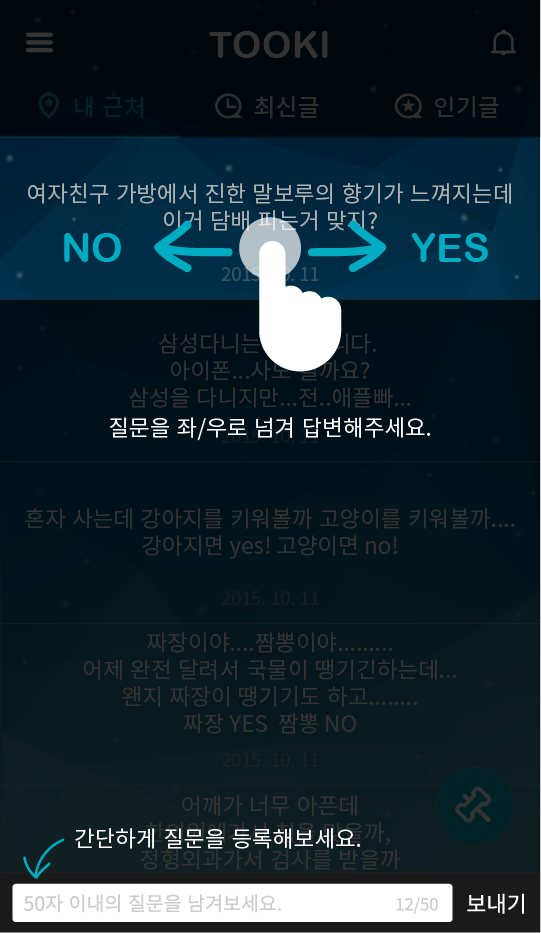 TOOKI
내 근처
최신글
인기글
여자친구 가방에서 진한 말보루의 향기가 느껴지는데
이거 담배 피는거 맞지?
NO
YES
11
삼성다니는
니다.
아이폰...사도 될까요?
삼성을 다니지만...전..애플빠...
질문을 좌/우로 넘겨 답변해주세요.
혼자 사는데 강아지를 키워볼까 고양이를 키워볼까....
강아지면 yes! 고양이면 no!
2015. 10. 11
짜장이야....짬뽕이야.........
어제 완전 달려서 국물이 땡기긴하는데...
왠지 짜장이 땡기기도 하고........
짜장 YES 짬뽕 NO
2015. 10. 11
어깨가 너무 아픈데
간단하게 질문을 등록해보세요.
정형외과가서 검사를 받을까
50자 이내의 질문을 남겨보세요.
12/50
보내기